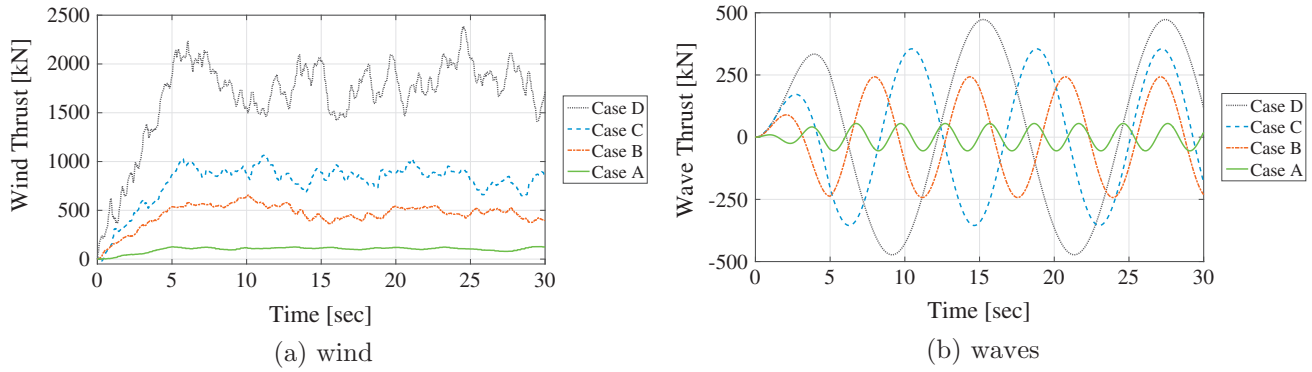 Wind Thrust [kN]
2500
2000
1500
1000
500
0
0 5 10 15 20 25 30
Time [sec]
Case D
Case C
Case B
Case A
(a) wind
Wave Thrust [kN]
500
250
0
-250
-500
0 5 10 15 20 25 30
Time [sec]
Case D
Case C
Case B
Case A
(b) waves